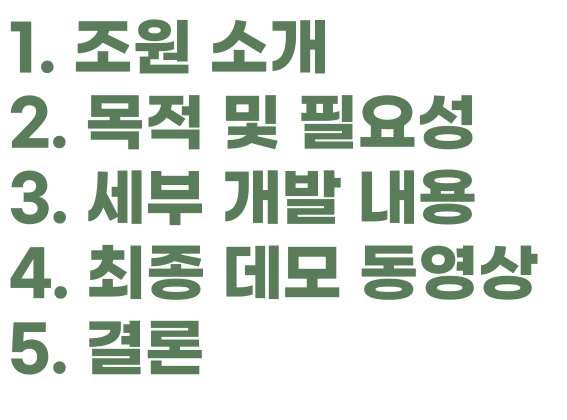 1. 조원 소개
2. 목적 및 필요성
3. 세부 개발 내용
4. 최종 데모 동영상
5. 결론